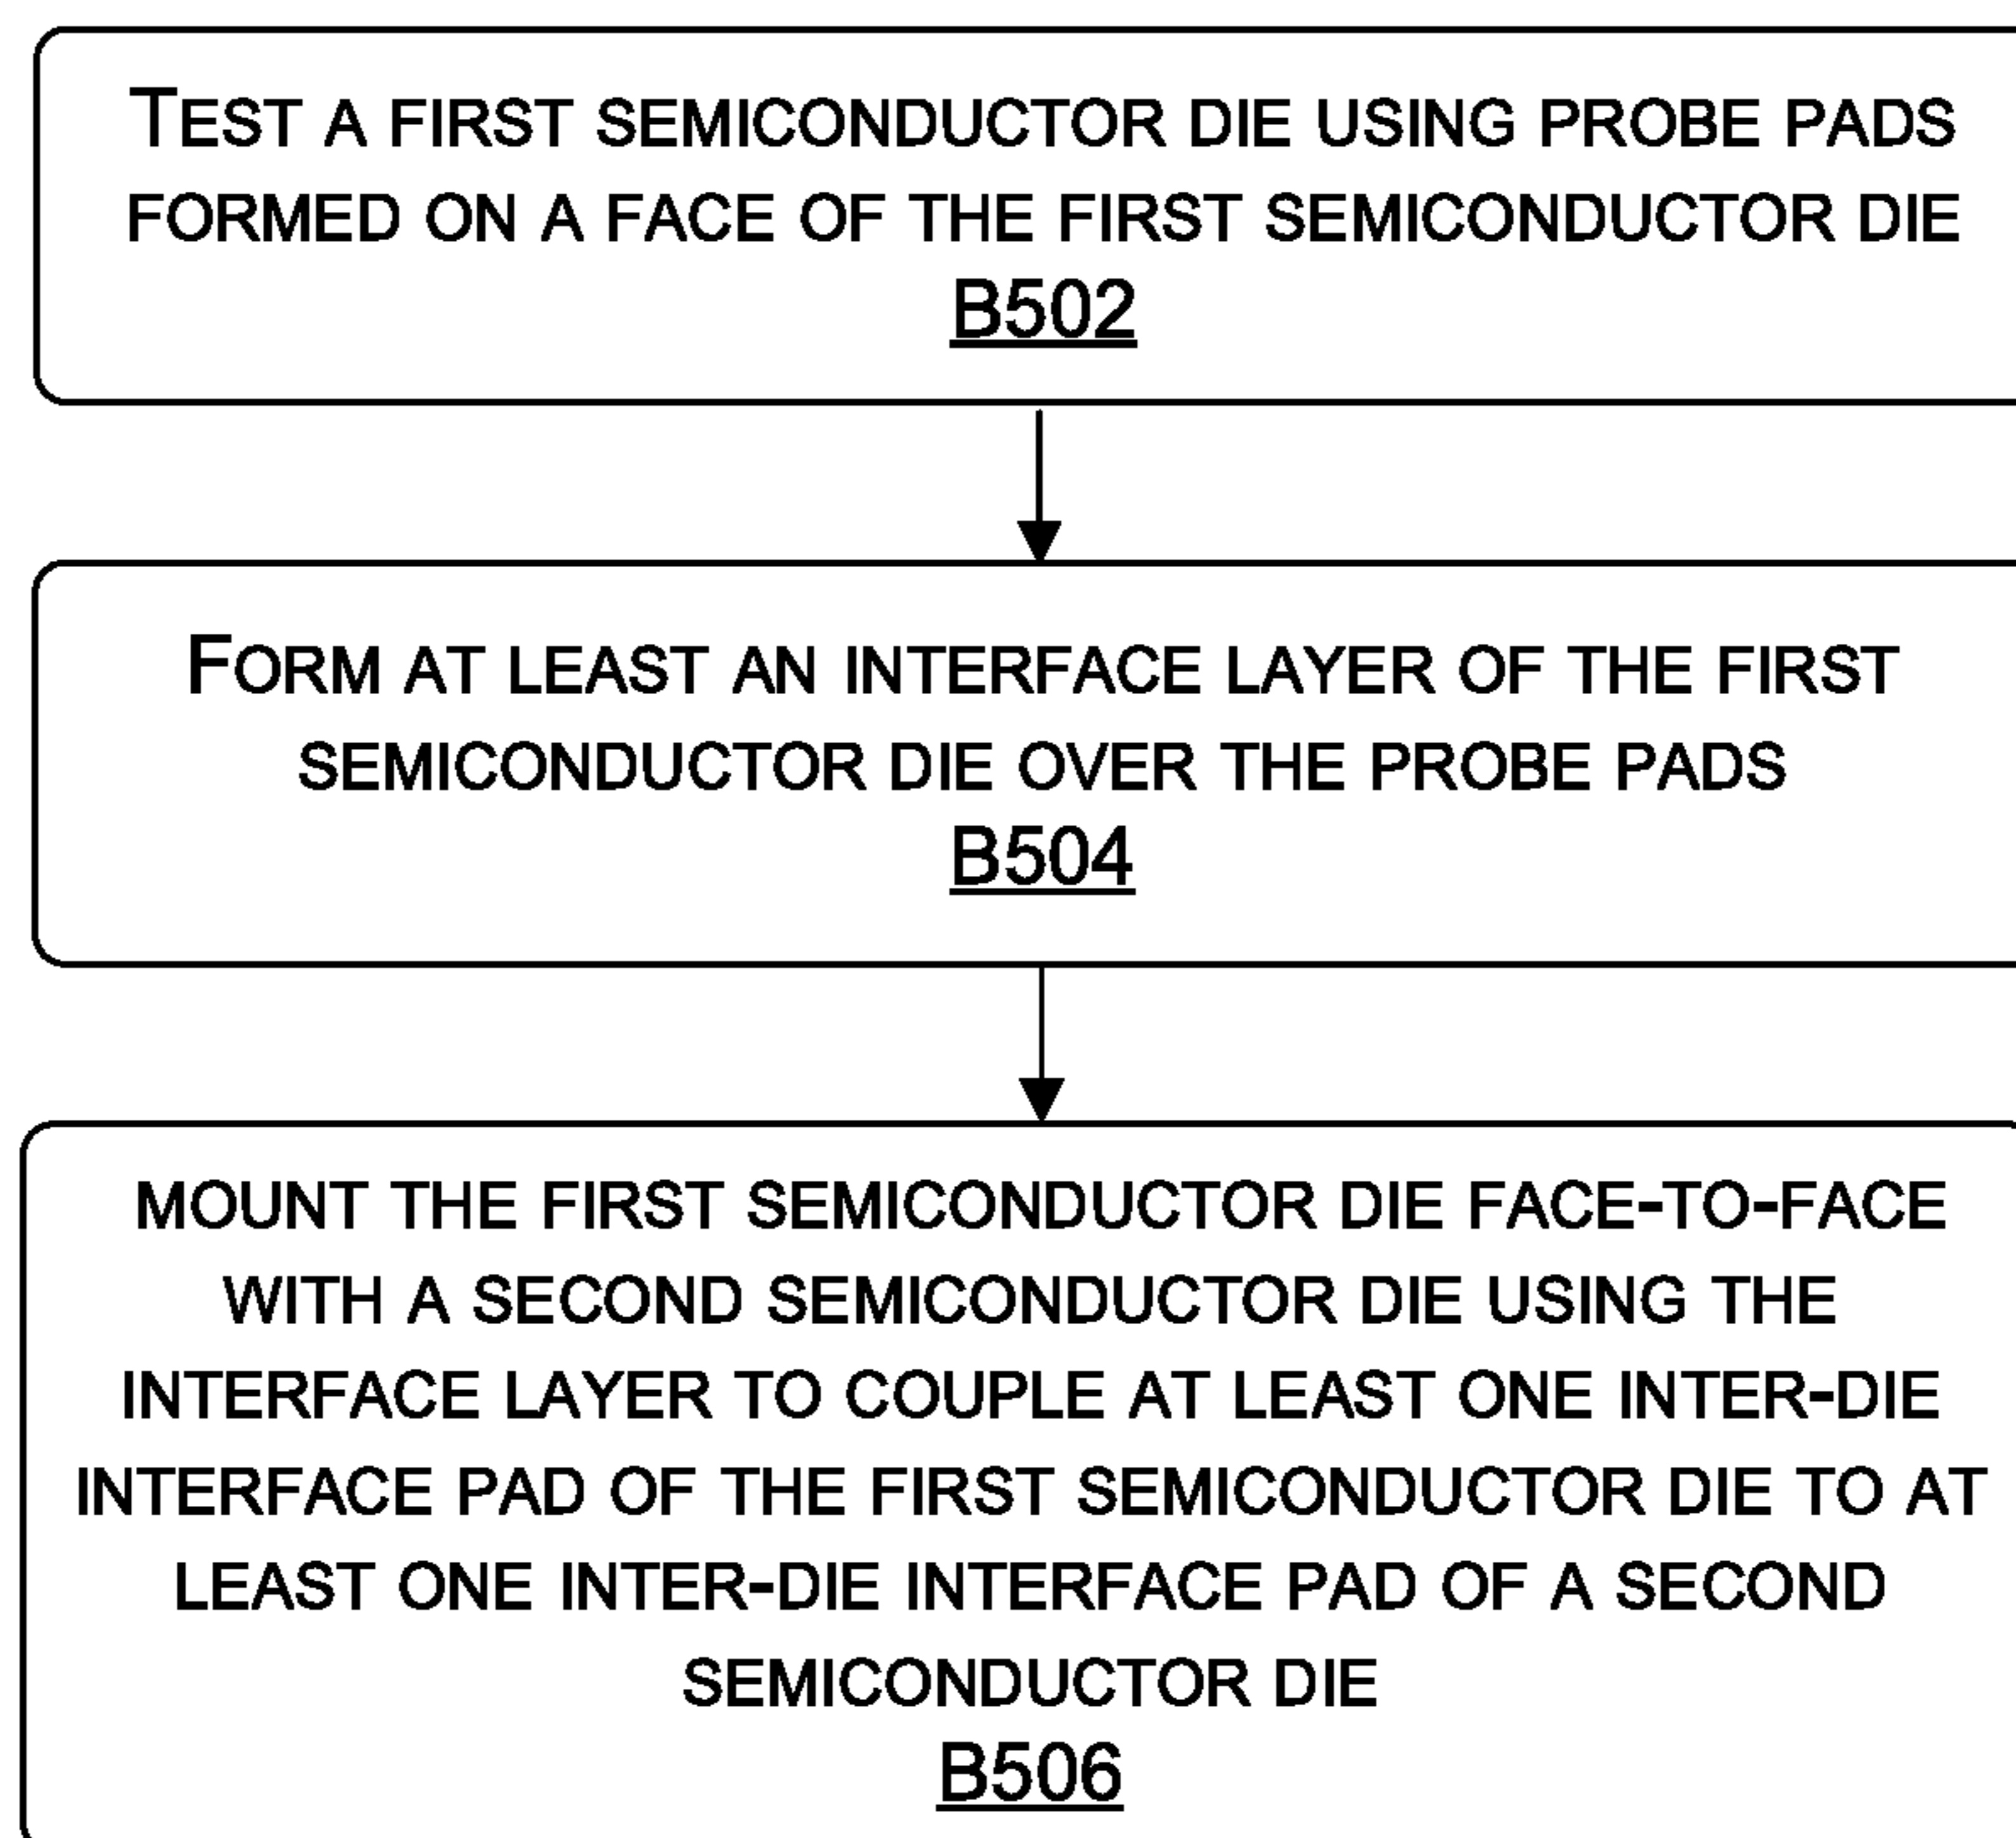 TEST A FIRST SEMICONDUCTOR DIE USING PROBE PADS
FORMED ON A FACE OF THE FIRST SEMICONDUCTOR DIE
B502
FORM AT LEAST AN INTERFACE LAYER OF THE FIRST
SEMICONDUCTOR DIE OVER THE PROBE PADS
B504
MOUNT THE FIRST SEMICONDUCTOR DIE FACE-TO-FACE
WITH A SECOND SEMICONDUCTOR DIE USING THE
INTERFACE LAYER TO COUPLE AT LEAST ONE INTER-DIE
INTERFACE PAD OF THE FIRST SEMICONDUCTOR DIE TO AT
LEAST ONE INTER-DIE INTERFACE PAD OF A SECOND
SEMICONDUCTOR DIE
B506